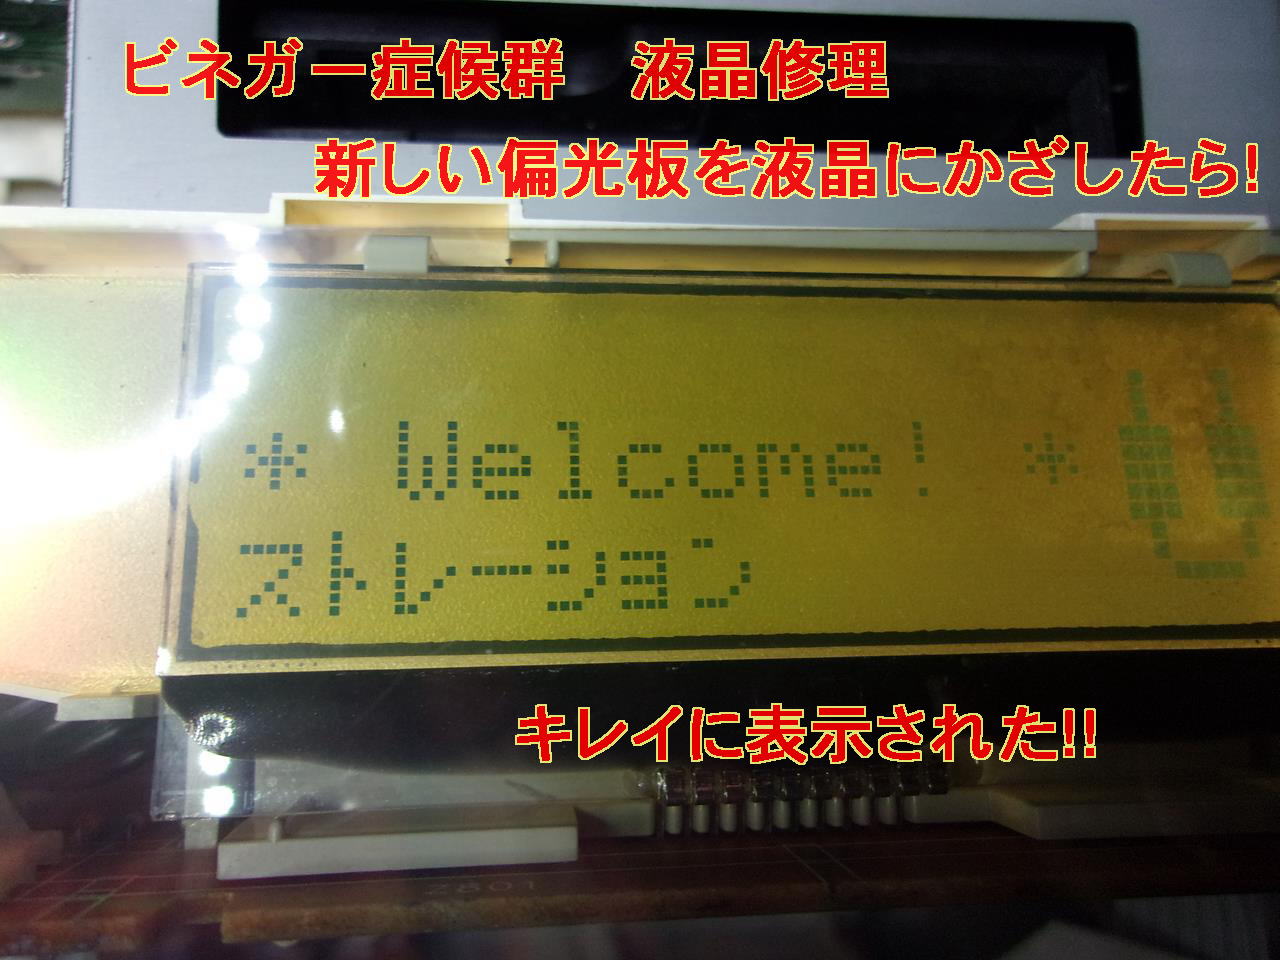 ビネガー症候群　液晶修理
新しい偏光板を液晶にかざしたら!
* Welcome! *
ストレーション
キレイに表示された!!
2801